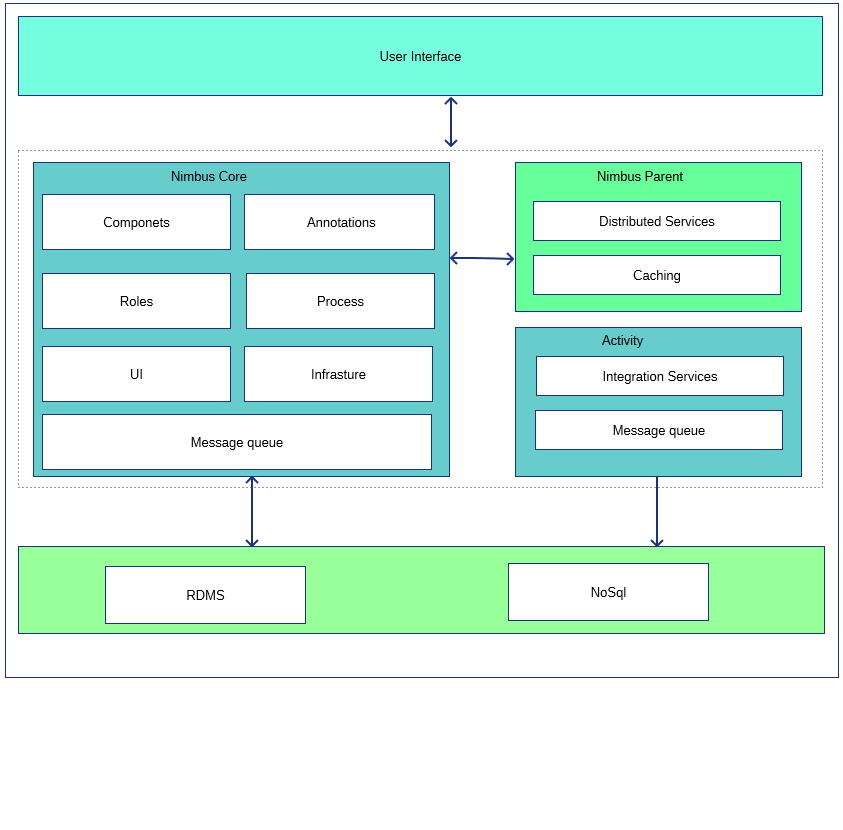 User Interface
Nimbus Core
Componets
Annotations
Roles
Process
UI
Infrasture
Message queue
Nimbus Parent
Distributed Services
Caching
Activity
Integration Services
Message queue
RDMS
NoSql